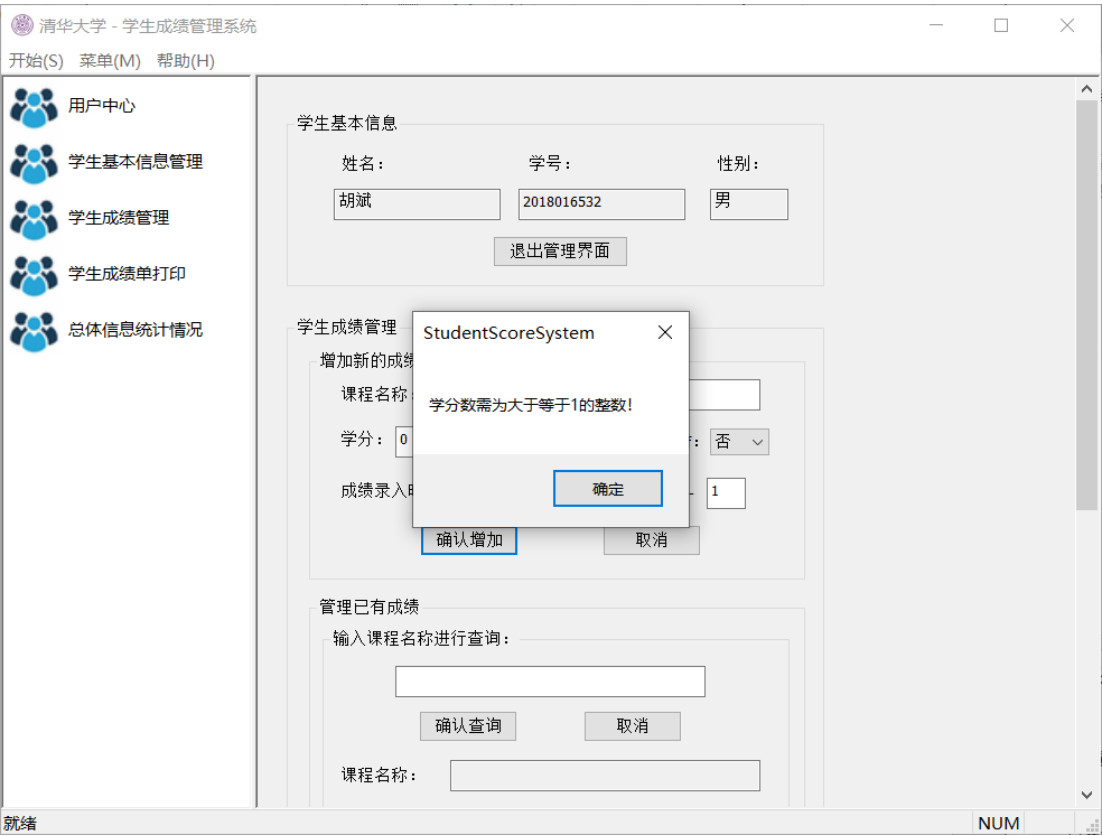 清华大学 - 学生成绩管理系统
开始(S) 菜单(M) 帮助(H)
用户中心
学生基本信息管理
学生成绩管理
学生成绩单打印
总体信息统计情况
学生基本信息
姓名： 学号： 性别：
胡斌 2018016532 男
退出管理界面
学生成绩管理
增加新的成绩
课程名称：
学分： 0 ： 否
成绩录入 - 1
确认增加 取消
StudentScoreSystem
学分数需为大于等于1的整数!
确定
管理已有成绩
输入课程名称进行查询：
确认查询 取消
课程名称：
就绪 NUM